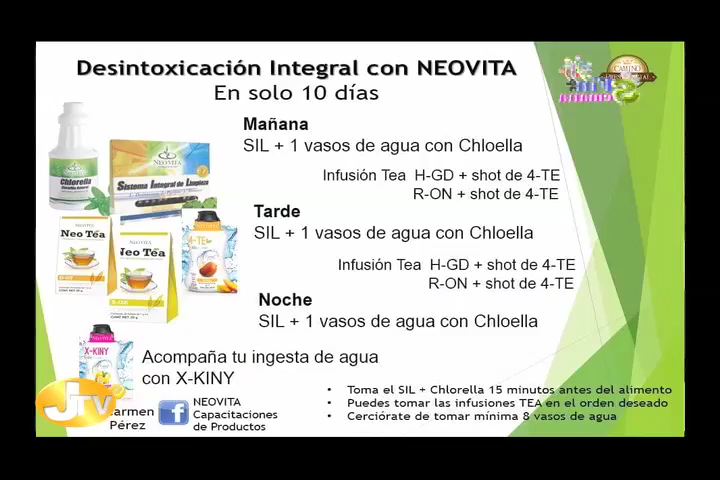 Desintoxicación Integral con NEOVITA
En solo 10 días
CAMINO
Mañana
SIL + 1 vasos de agua con Chloella
Infusión Tea H-GD + shot de 4-TE
R-ON + shot de 4-TE
Tarde
SIL + 1 vasos de agua con Chloella
Infusión Tea H-GD + shot de 4-TE
R-ON + shot de 4-TE
Noche
SIL + 1 vasos de agua con Chloella
NEOVITA
Chlorella
NEOVITA
Sistema Integral de Limpieza
NEOVITA
Neo Tea
NEOVITA
Neo Tea
X-KINY
Acompaña tu ingesta de agua
con X-KINY
• Toma el SIL + Chlorella 15 minutos antes del alimento
• Puedes tomar las infusiones TEA en el orden deseado
• Cerciórate de tomar mínima 8 vasos de agua
JTV
Carmen
Pérez
f
NEOVITA
Capacitaciones
de Productos